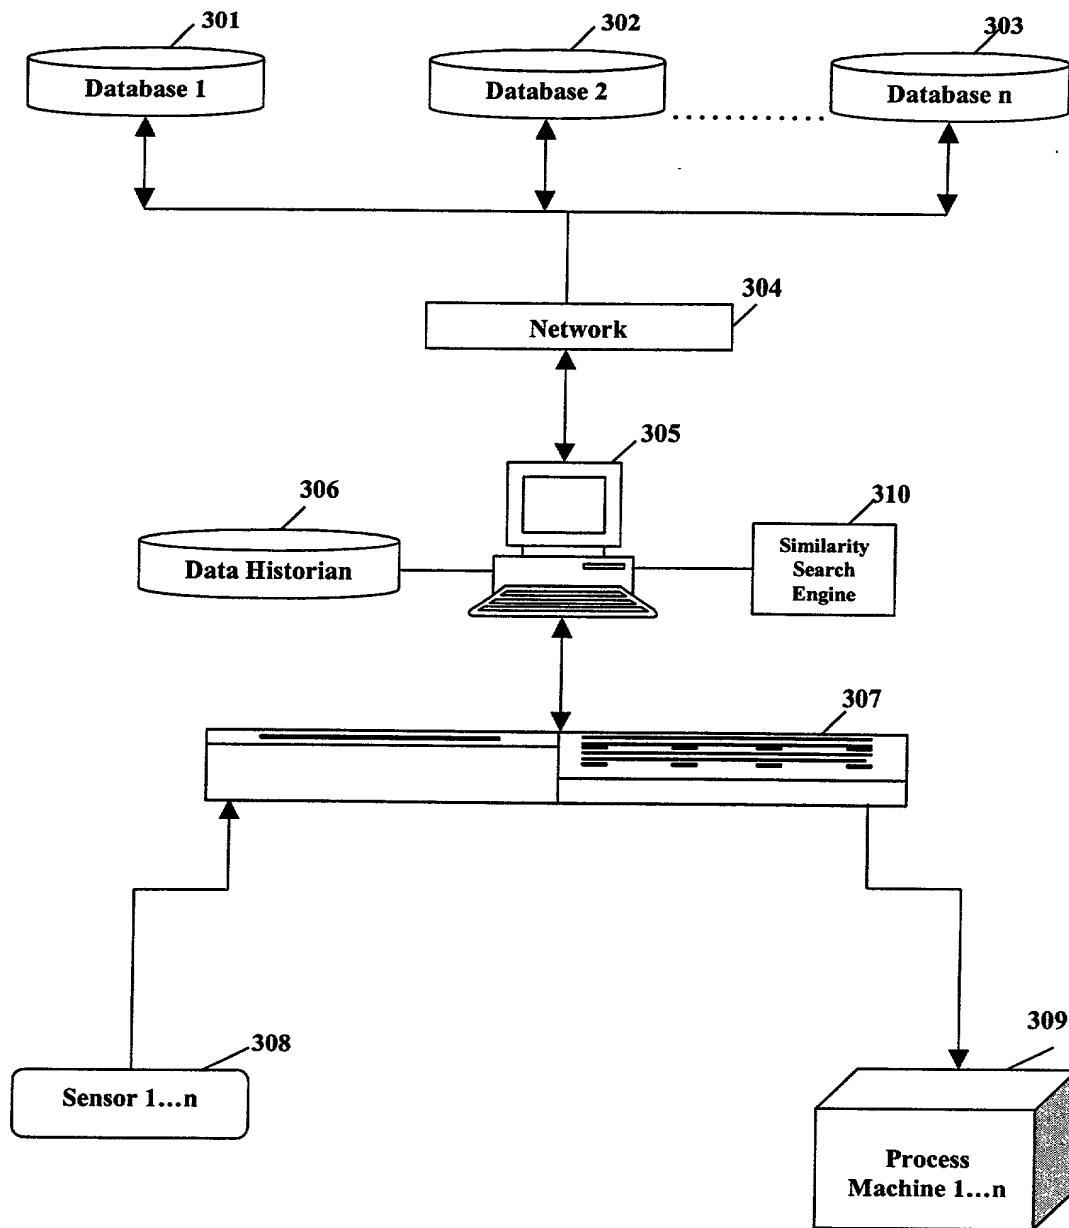 301
302
303
Database 1
Database 2
Database n
304
Network
305
306
310
Data Historian
Similarity
Search
Engine
307
308
309
Sensor 1...n
Process
Machine 1...n